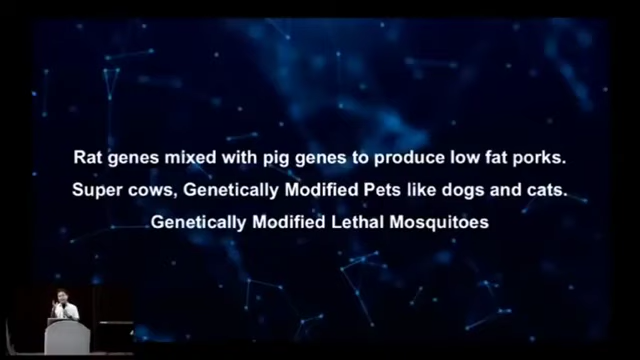 Rat genes mixed with pig genes to produce low fat porks.
Super cows, Genetically Modified Pets like dogs and cats.
Genetically Modified Lethal Mosquitoes